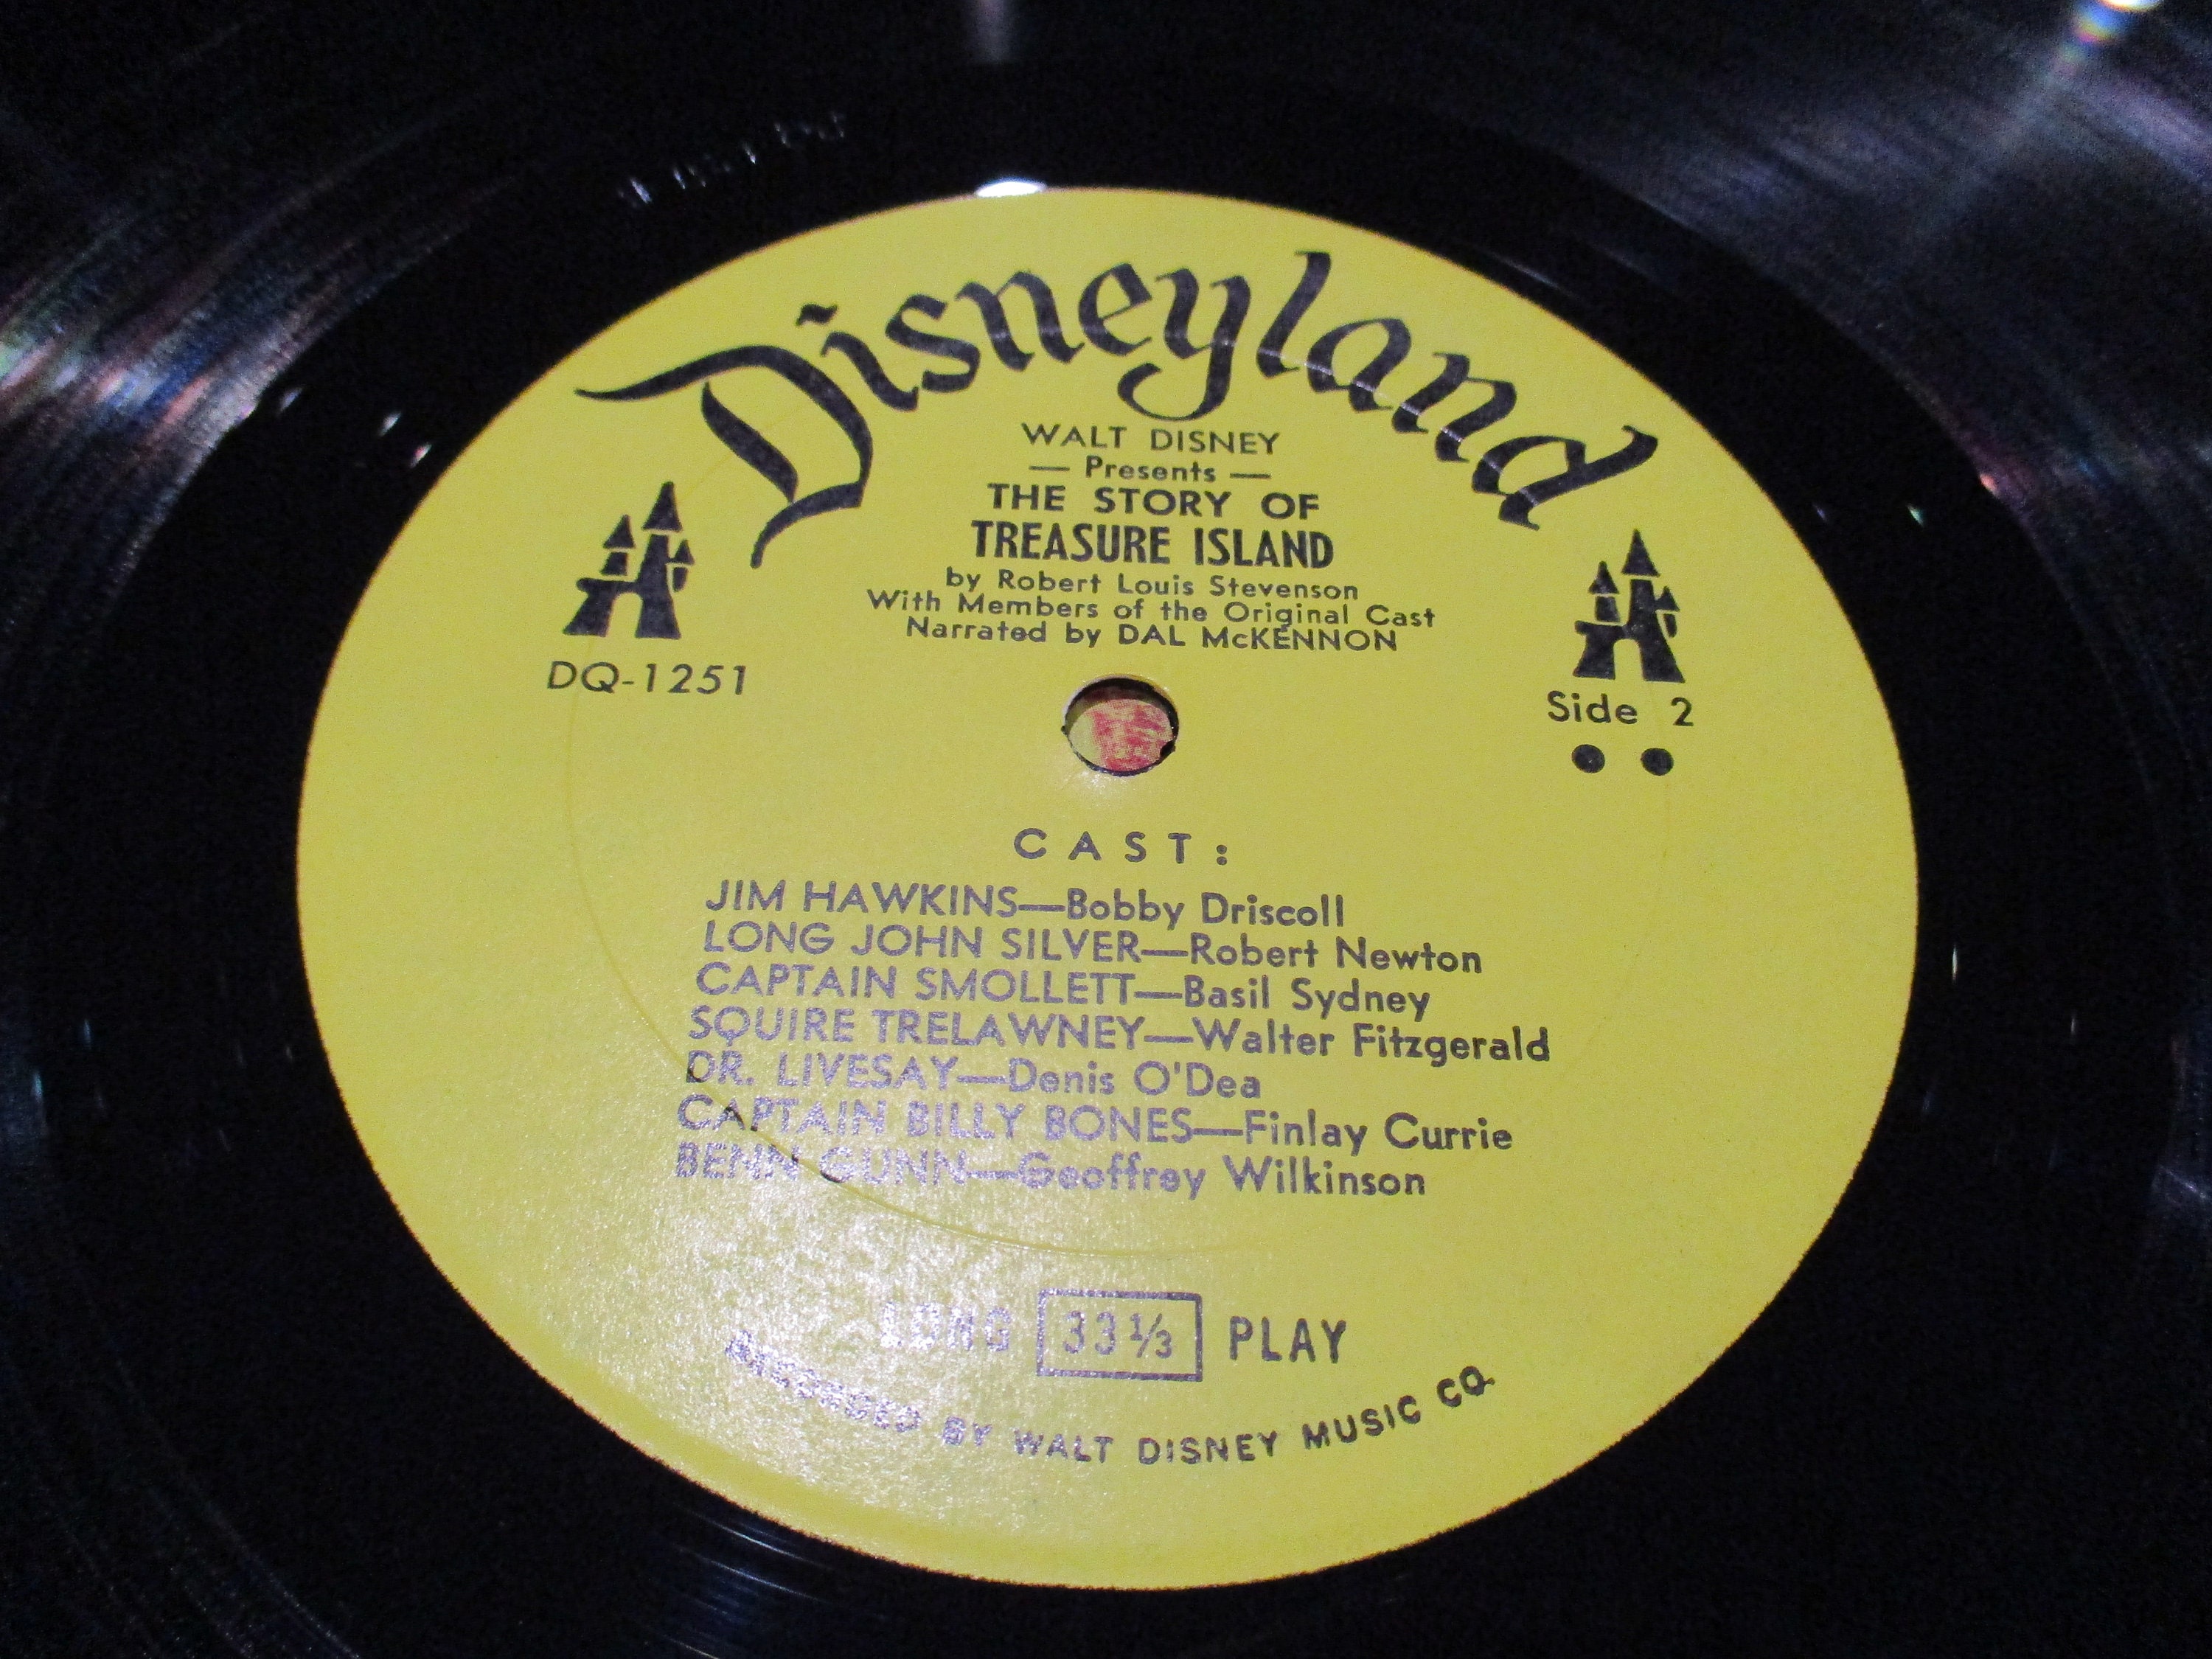 Disneyland
WALT DISNEY
— Presents —
THE STORY OF
TREASURE ISLAND
by Robert Louis Stevenson
With Members of the Original Cast
Narrated by DAL McKENNON
DQ-1251
Side 2
CAST:
JIM HAWKINS—Bobby Driscoll
LONG JOHN SILVER—Robert Newton
CAPTAIN SMOLLETT—Basil Sydney
SQUIRE TRELAWNEY—Walter Fitzgerald
DR. LIVESAY—Denis O'Dea
CAPTAIN BILLY BONES—Finlay Currie
BENN GUNN—Geoffrey Wilkinson
LONG 33⅓ PLAY
RECORDED BY WALT DISNEY MUSIC CO.